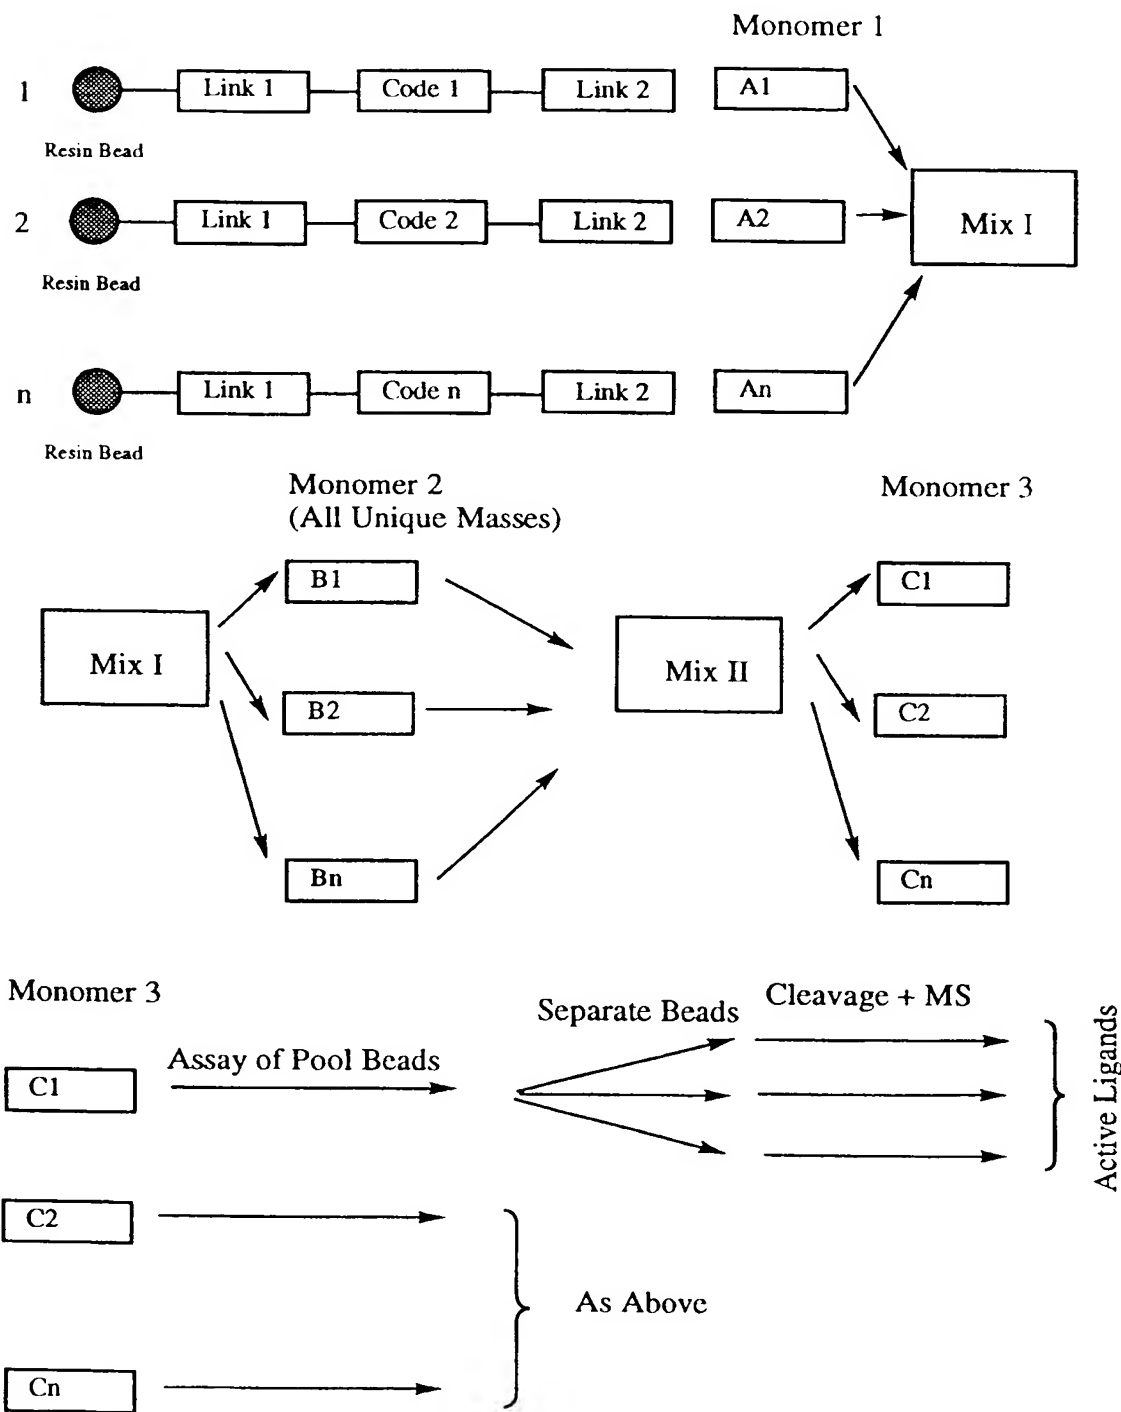 Monomer 1
1
Link 1
Code 1
Link 2
A1
Resin Bead
2
Link 1
Code 2
Link 2
A2
Mix I
Resin Bead
n
Link 1
Code n
Link 2
An
Resin Bead
Monomer 2
(All Unique Masses)
Monomer 3
B1
C1
Mix I
Mix II
B2
C2
Bn
Cn
Monomer 3
Separate Beads
Cleavage + MS
Assay of Pool Beads
C1
Active Ligands
C2
As Above
Cn